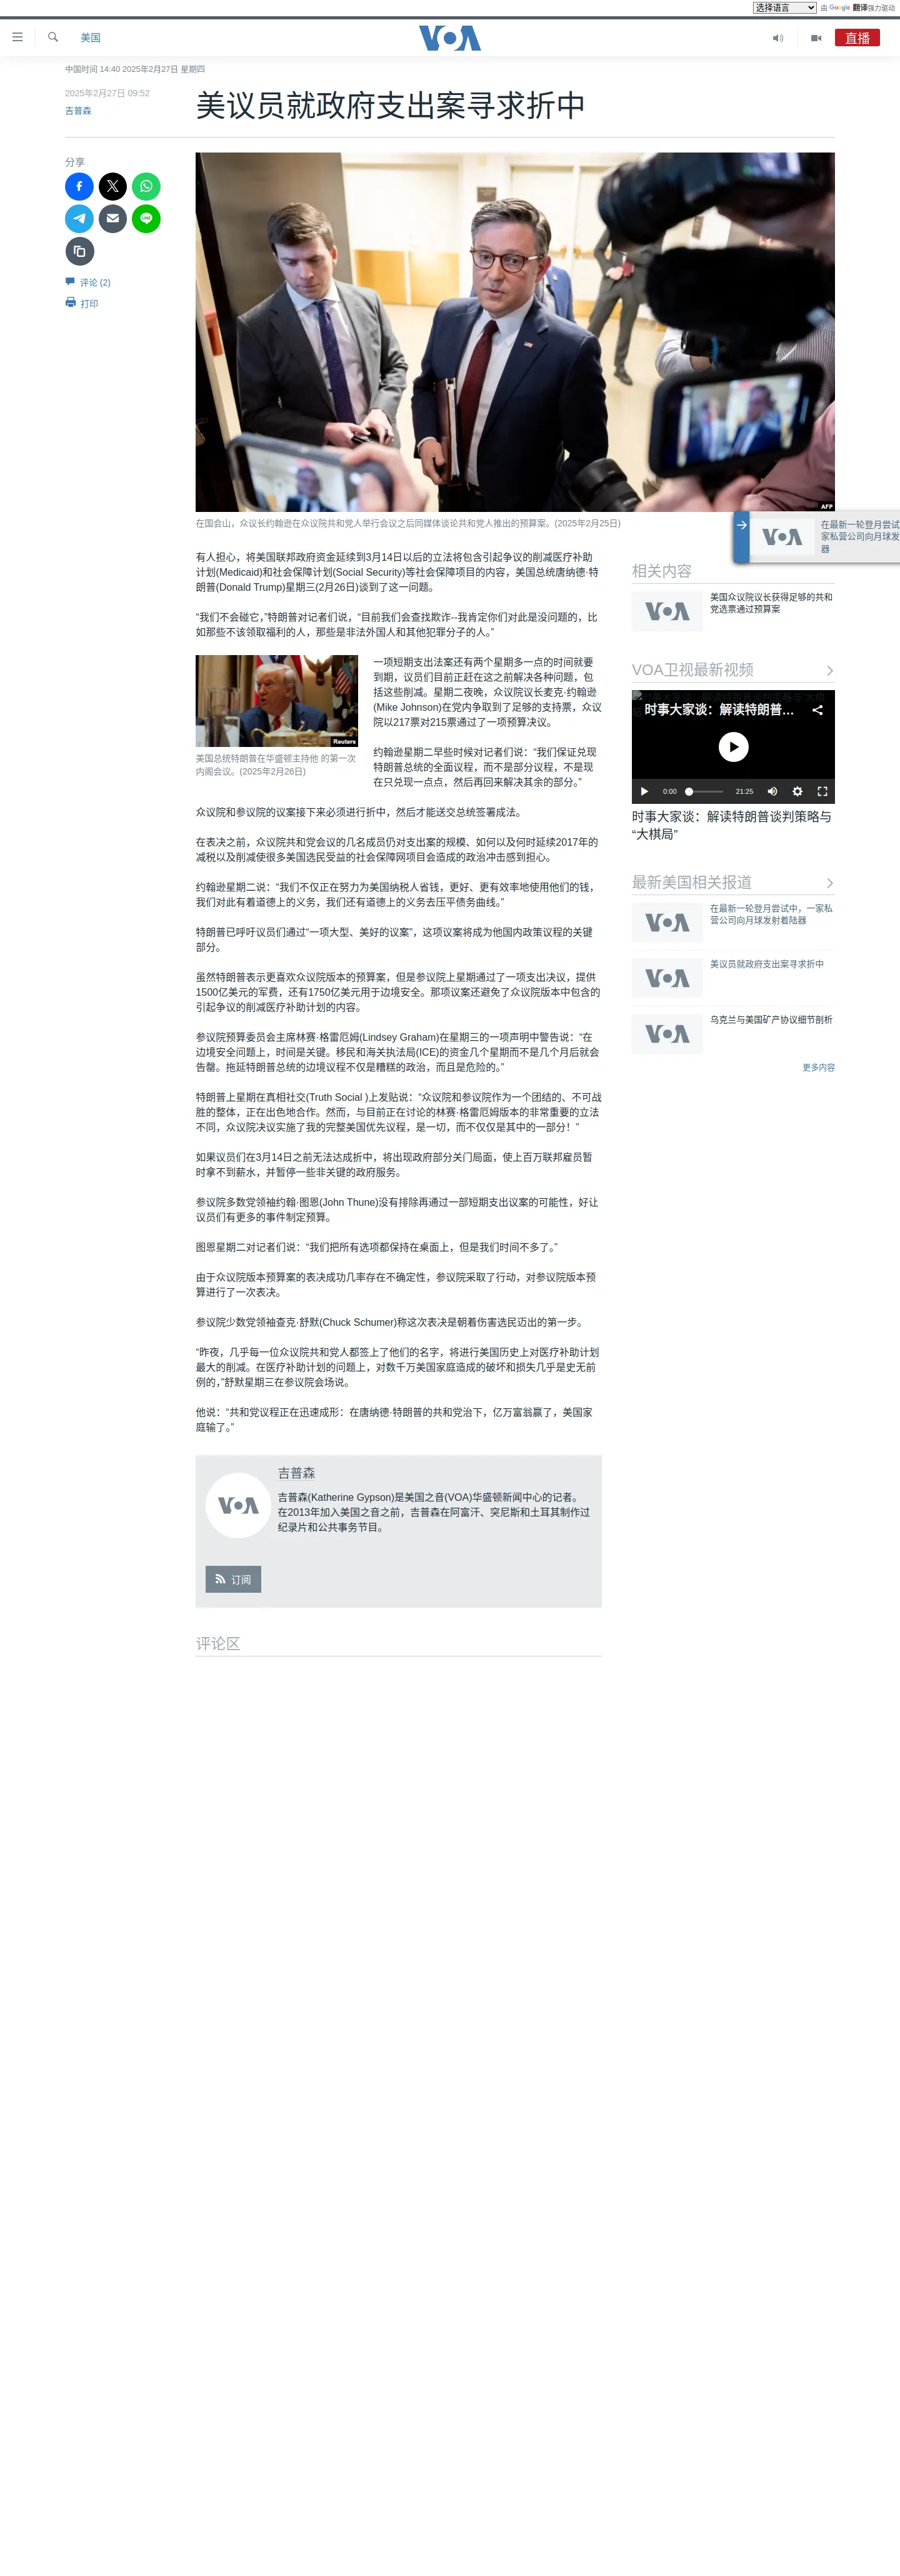 选择语言 由 Google 翻译强力驱动
美国
VOA
直播
中国时间 14:40 2025年2月27日 星期四
2025年2月27日 09:52
吉普森
美议员就政府支出案寻求折中
分享
评论 (2)
打印
AFP
在国会山，众议长约翰逊在众议院共和党人举行会议之后同媒体谈论共和党人推出的预算案。(2025年2月25日)
VOA
在最新一轮登月尝试
家私营公司向月球发
器
有人担心，将美国联邦政府资金延续到3月14日以后的立法将包含引起争议的削减医疗补助
计划(Medicaid)和社会保障计划(Social Security)等社会保障项目的内容，美国总统唐纳德·特
朗普(Donald Trump)星期三(2月26日)谈到了这一问题。
“我们不会碰它，”特朗普对记者们说，“目前我们会查找欺诈--我肯定你们对此是没问题的，比
如那些不该领取福利的人，那些是非法外国人和其他犯罪分子的人。”
Reuters
美国总统特朗普在华盛顿主持他 的第一次
内阁会议。(2025年2月26日)
一项短期支出法案还有两个星期多一点的时间就要
到期，议员们目前正赶在这之前解决各种问题，包
括这些削减。星期二夜晚，众议院议长麦克·约翰逊
(Mike Johnson)在党内争取到了足够的支持票，众议
院以217票对215票通过了一项预算决议。
约翰逊星期二早些时候对记者们说：“我们保证兑现
特朗普总统的全面议程，而不是部分议程，不是现
在只兑现一点点，然后再回来解决其余的部分。”
众议院和参议院的议案接下来必须进行折中，然后才能送交总统签署成法。
在表决之前，众议院共和党会议的几名成员仍对支出案的规模、如何以及何时延续2017年的
减税以及削减使很多美国选民受益的社会保障网项目会造成的政治冲击感到担心。
约翰逊星期二说：“我们不仅正在努力为美国纳税人省钱，更好、更有效率地使用他们的钱，
我们对此有着道德上的义务，我们还有道德上的义务去压平债务曲线。”
特朗普已呼吁议员们通过“一项大型、美好的议案”，这项议案将成为他国内政策议程的关键
部分。
虽然特朗普表示更喜欢众议院版本的预算案，但是参议院上星期通过了一项支出决议，提供
1500亿美元的军费，还有1750亿美元用于边境安全。那项议案还避免了众议院版本中包含的
引起争议的削减医疗补助计划的内容。
参议院预算委员会主席林赛·格雷厄姆(Lindsey Graham)在星期三的一项声明中警告说：“在
边境安全问题上，时间是关键。移民和海关执法局(ICE)的资金几个星期而不是几个月后就会
告罄。拖延特朗普总统的边境议程不仅是糟糕的政治，而且是危险的。”
特朗普上星期在真相社交(Truth Social )上发贴说：“众议院和参议院作为一个团结的、不可战
胜的整体，正在出色地合作。然而，与目前正在讨论的林赛·格雷厄姆版本的非常重要的立法
不同，众议院决议实施了我的完整美国优先议程，是一切，而不仅仅是其中的一部分！”
如果议员们在3月14日之前无法达成折中，将出现政府部分关门局面，使上百万联邦雇员暂
时拿不到薪水，并暂停一些非关键的政府服务。
参议院多数党领袖约翰·图恩(John Thune)没有排除再通过一部短期支出议案的可能性，好让
议员们有更多的事件制定预算。
图恩星期二对记者们说：“我们把所有选项都保持在桌面上，但是我们时间不多了。”
由于众议院版本预算案的表决成功几率存在不确定性，参议院采取了行动，对参议院版本预
算进行了一次表决。
参议院少数党领袖查克·舒默(Chuck Schumer)称这次表决是朝着伤害选民迈出的第一步。
“昨夜，几乎每一位众议院共和党人都签上了他们的名字，将进行美国历史上对医疗补助计划
最大的削减。在医疗补助计划的问题上，对数千万美国家庭造成的破坏和损失几乎是史无前
例的，”舒默星期三在参议院会场说。
他说：“共和党议程正在迅速成形：在唐纳德·特朗普的共和党治下，亿万富翁赢了，美国家
庭输了。”
VOA
吉普森
吉普森(Katherine Gypson)是美国之音(VOA)华盛顿新闻中心的记者。
在2013年加入美国之音之前，吉普森在阿富汗、突尼斯和土耳其制作过
纪录片和公共事务节目。
订阅
评论区
相关内容
VOA
美国众议院议长获得足够的共和
党选票通过预算案
VOA卫视最新视频
时事大家谈：解读特朗普…
0:00
21:25
时事大家谈：解读特朗普谈判策略与
“大棋局”
最新美国相关报道
VOA
在最新一轮登月尝试中，一家私
营公司向月球发射着陆器
VOA
美议员就政府支出案寻求折中
VOA
乌克兰与美国矿产协议细节剖析
更多内容